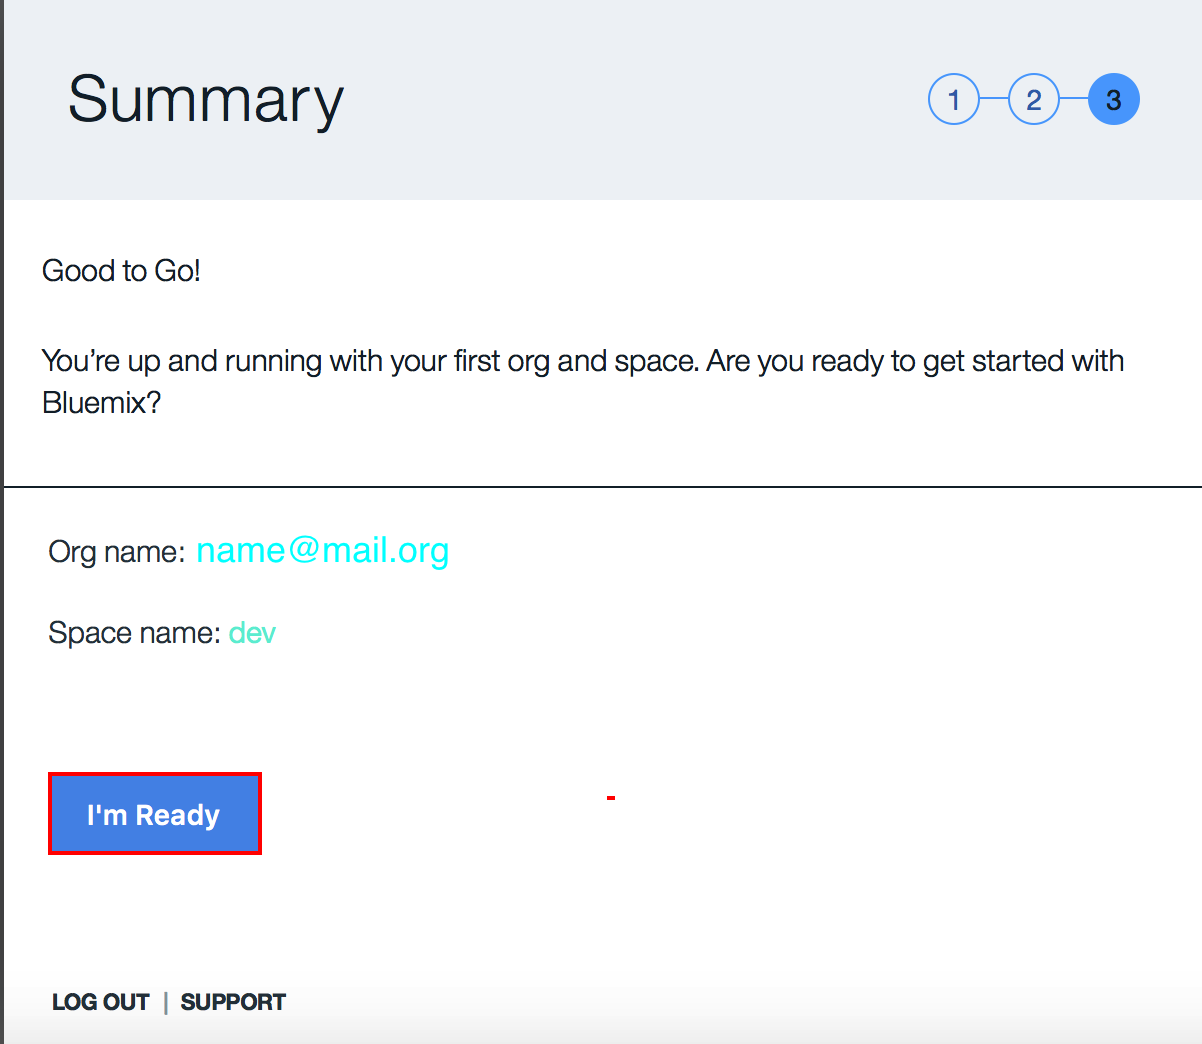 Summary
1 2 3
Good to Go!
You’re up and running with your first org and space. Are you ready to get started with
Bluemix?
Org name: name@mail.org
Space name: dev
I'm Ready
LOG OUT | SUPPORT